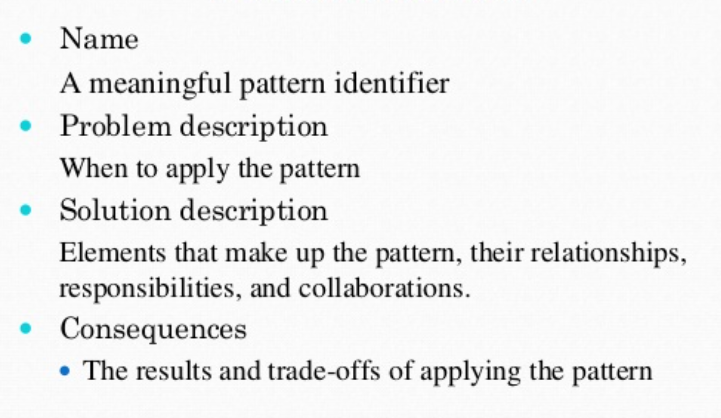 • Name
A meaningful pattern identifier
• Problem description
When to apply the pattern
• Solution description
Elements that make up the pattern, their relationships,
responsibilities, and collaborations.
• Consequences
• The results and trade-offs of applying the pattern